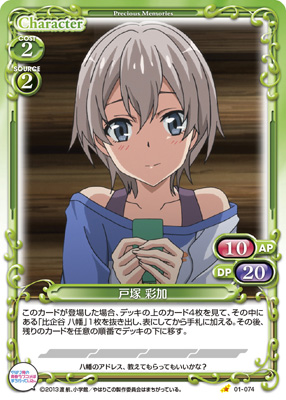 Precious Memories
Character
COST
2
SOURCE
2
10 AP
DP 20
戸塚 彩加
このカードが登場した場合、デッキの上のカード4枚を見て、その中に
ある「比企谷 八幡」1枚を抜き出し、表にしてから手札に加える。その後、
残りのカードを任意の順番でデッキの下に移す。
八幡のアドレス、教えてもらってもいいかな?
©2013 渡 航、小学館/やはりこの製作委員会はまちがっている。
01-074